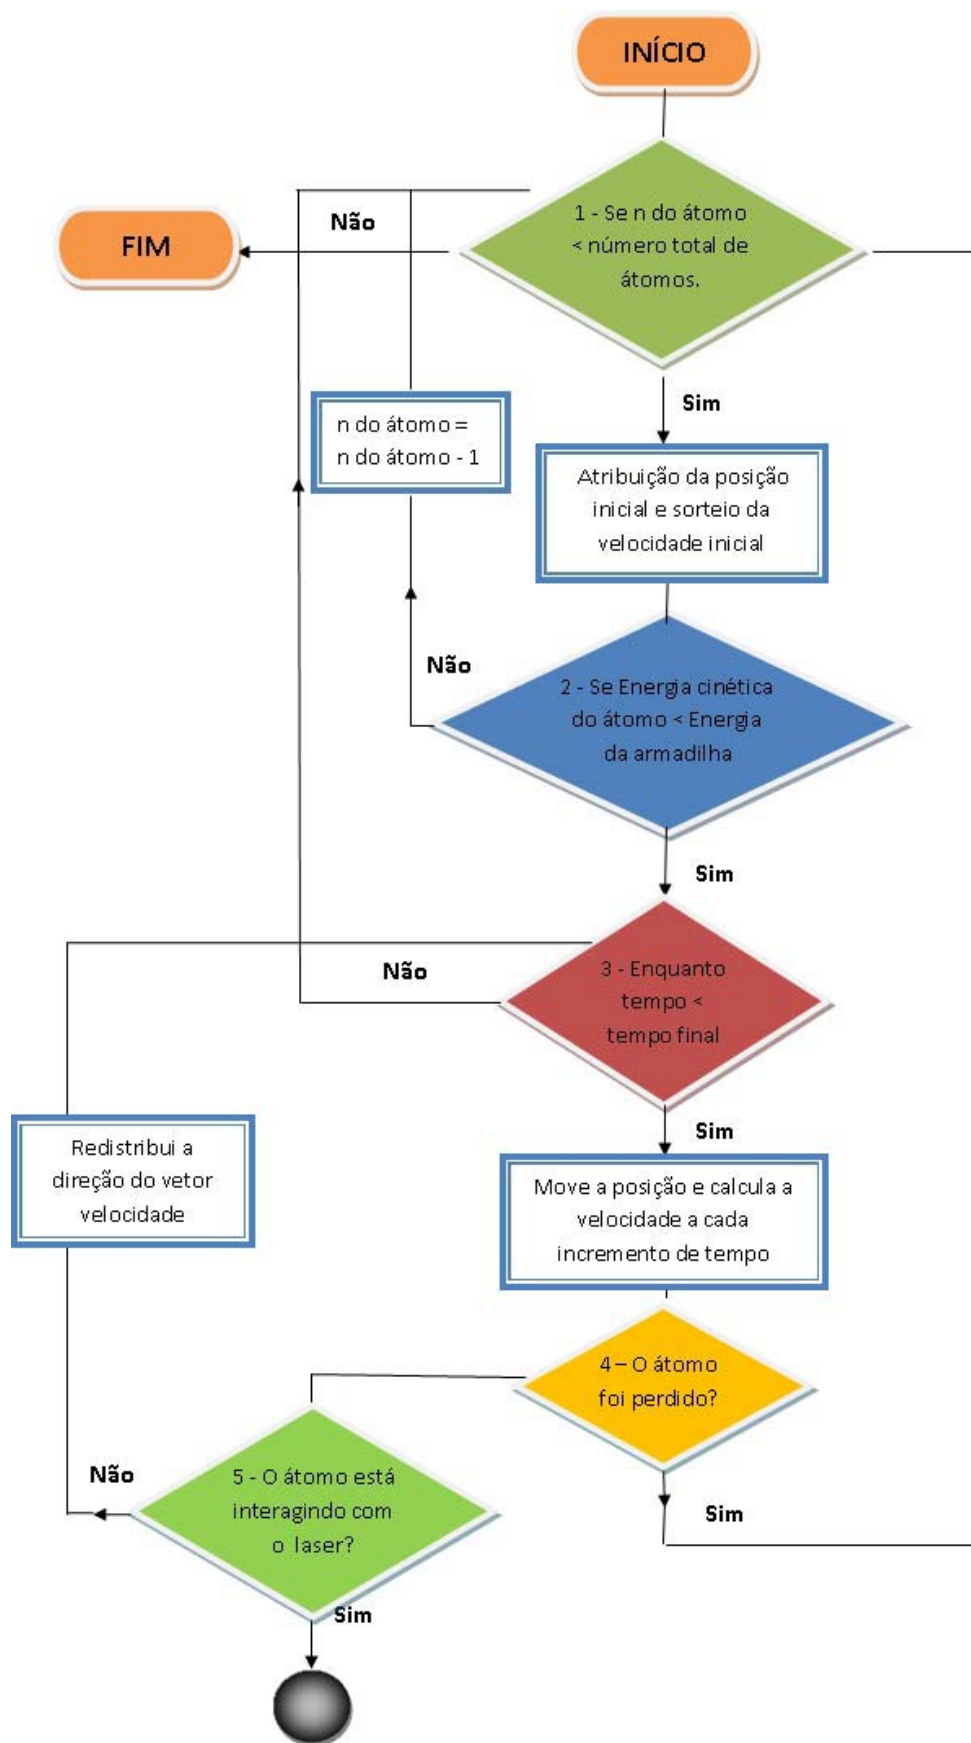 INÍCIO
1 - Se n do átomo
< número total de
átomos.
Não
FIM
Sim
n do átomo =
n do átomo - 1
Atribuição da posição
inicial e sorteio da
velocidade inicial
Não
2 - Se Energia cinética
do átomo < Energia
da armadilha
Sim
Não
3 - Enquanto
tempo <
tempo final
Sim
Redistribui a
direção do vetor
velocidade
Move a posição e calcula a
velocidade a cada
incremento de tempo
4 – O átomo
foi perdido?
Não
5 - O átomo está
interagindo com
o laser?
Sim
Sim